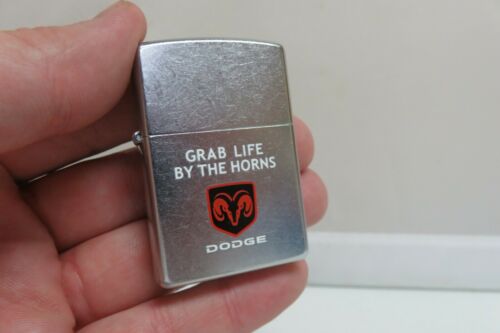 GRAB LIFE
BY THE HORNS
DODGE